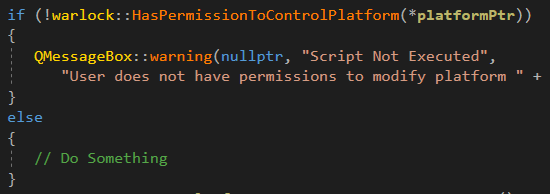 if (!warlock::HasPermissionToControlPlatform(*platformPtr))
{
QMessageBox::warning(nullptr, "Script Not Executed",
"User does not have permissions to modify platform " +
}
else
{
// Do Something
}